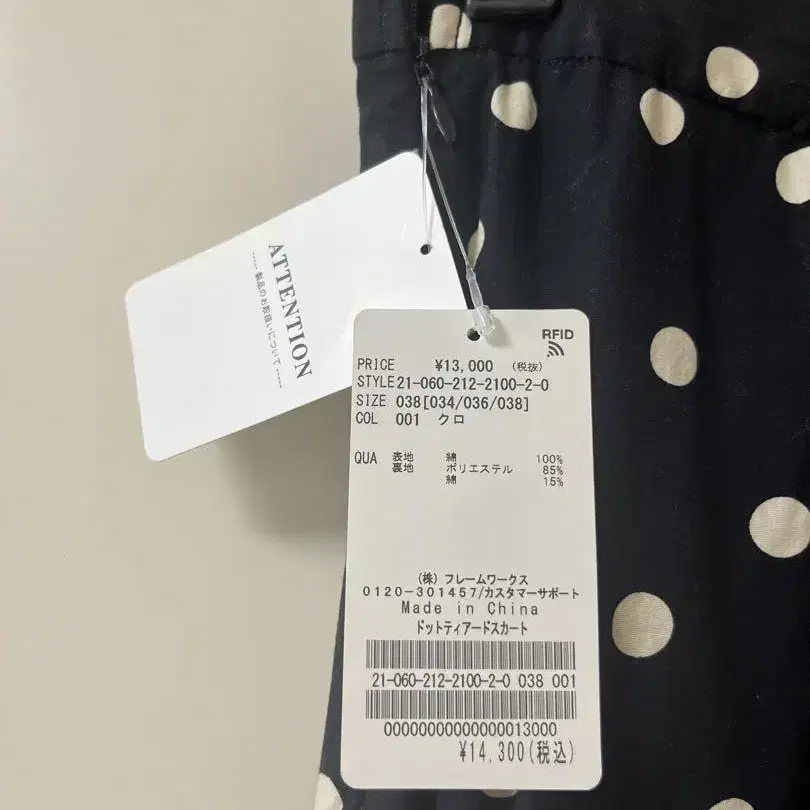 ATTENTION
----- 製品のお取扱いについて -----
RFID
PRICE ¥13,000 (税抜)
STYLE 21-060-212-2100-2-0
SIZE 038[034/036/038]
COL 001 クロ
QUA 表地 綿 100%
裏地 ポリエステル 85%
綿 15%
(株) フレームワークス
0120-301457/カスタマーサポート
Made in China
ドットティアードスカート
21-060-212-2100-2-0 038 001
00000000000000013000
¥14,300(税込)